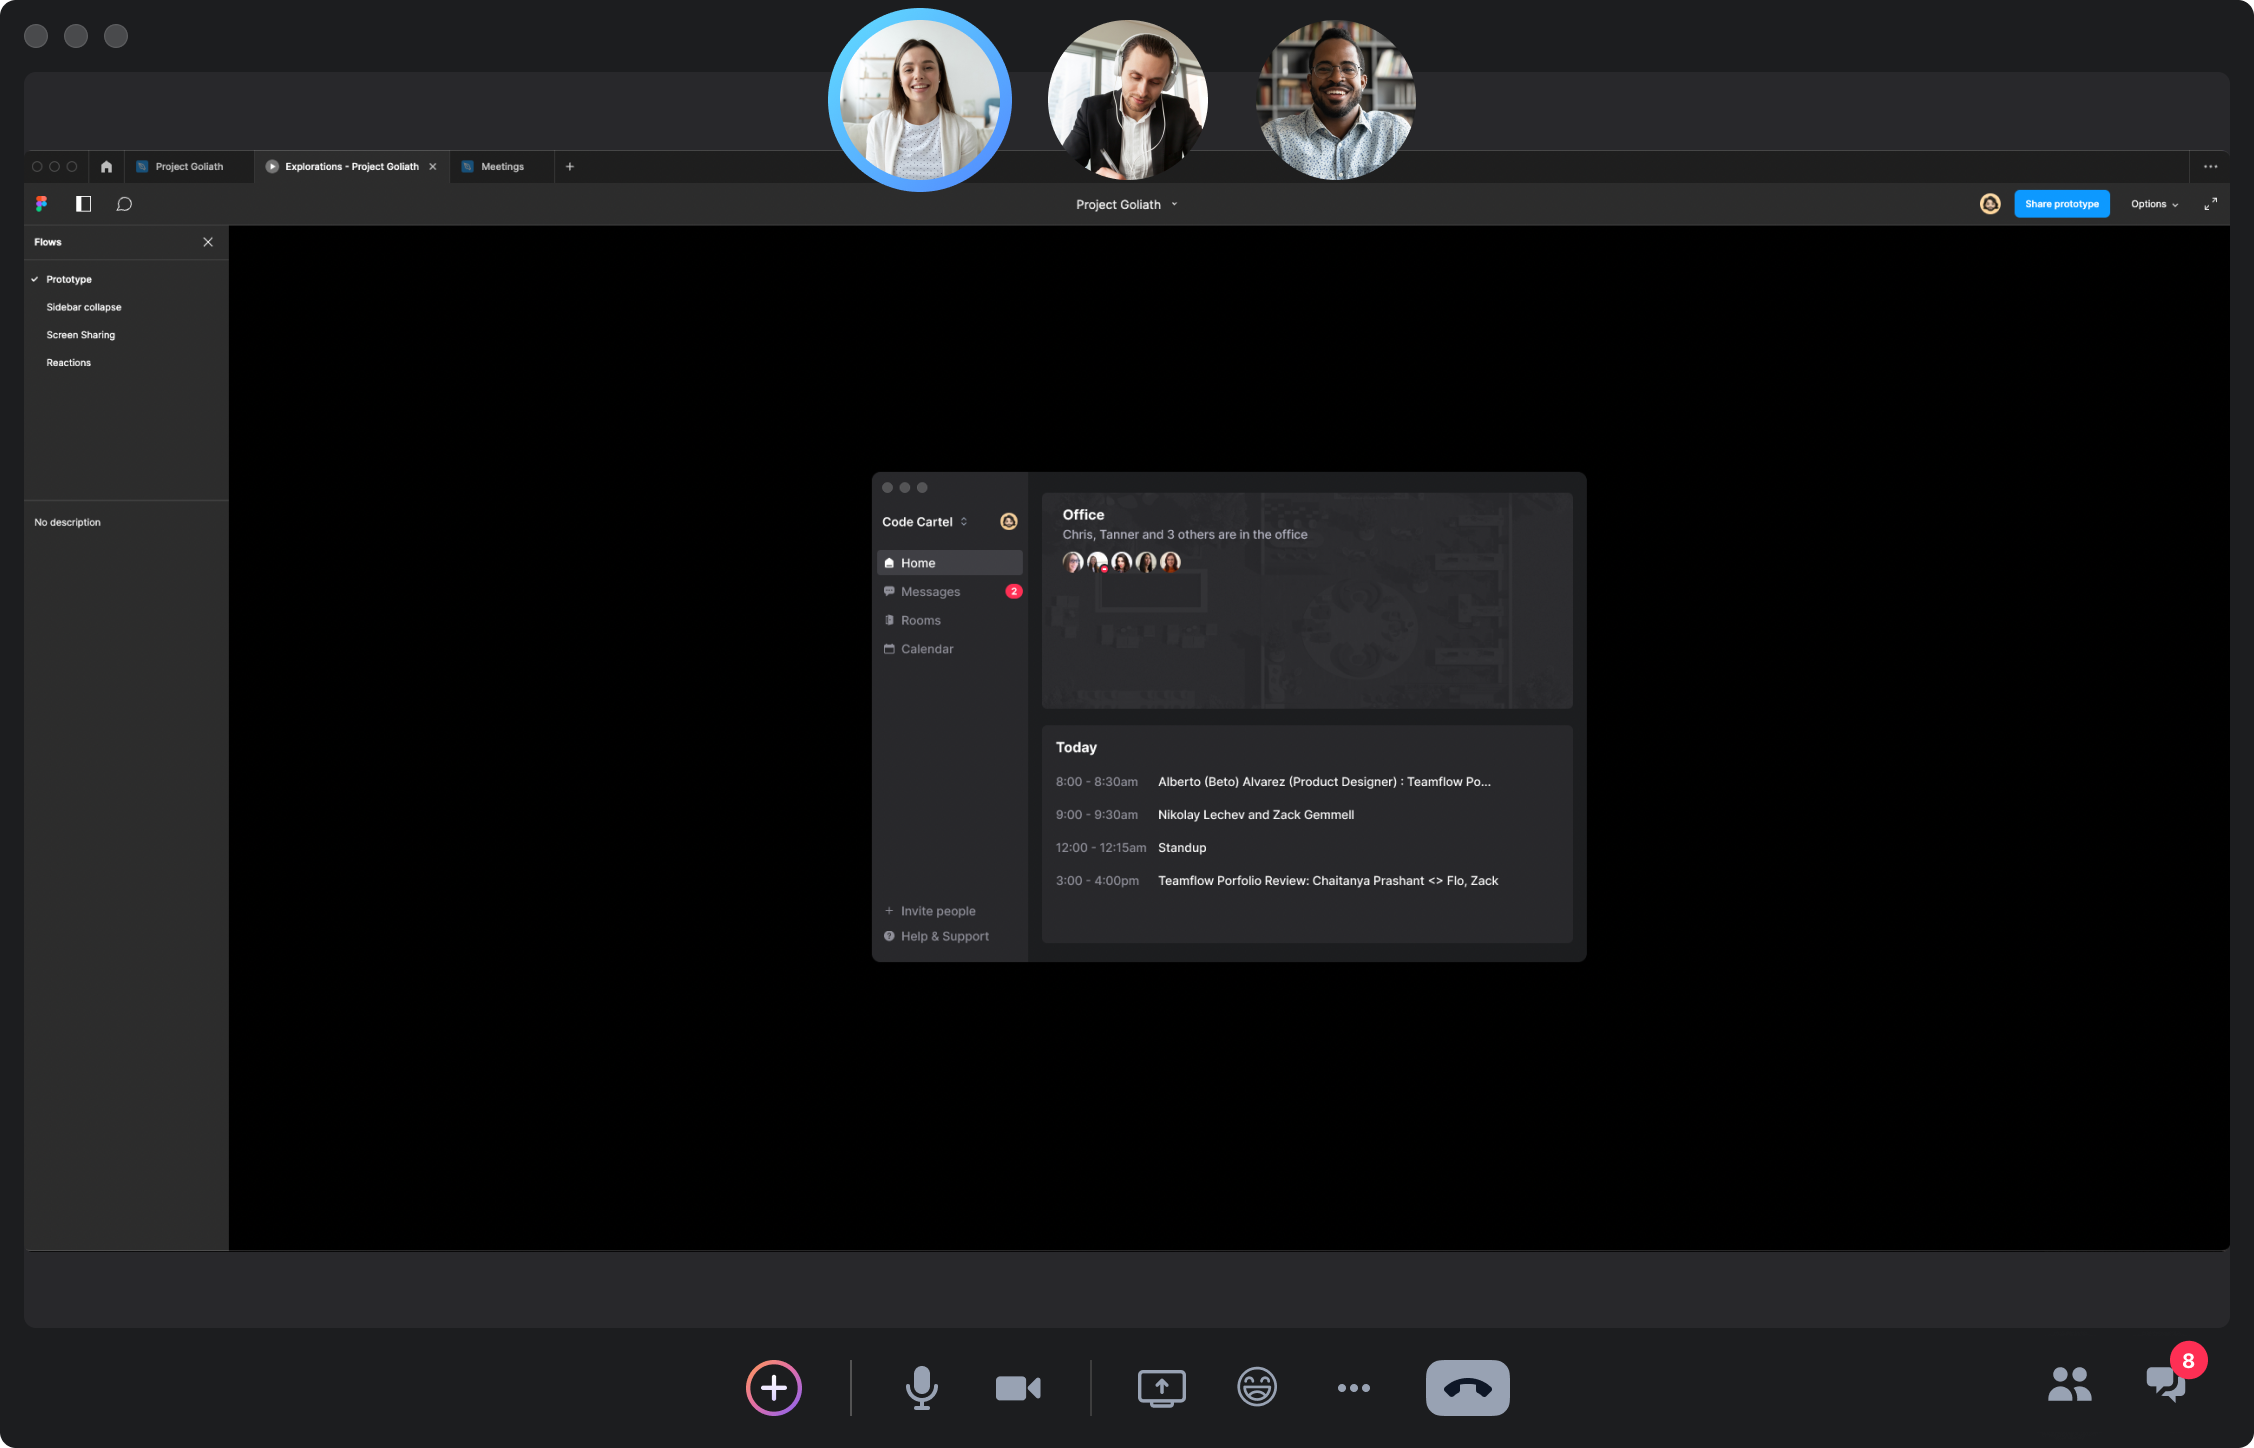 Project Goliath
Explorations - Project Goliath
Meetings
Project Goliath
Share prototype
Options
Flows
Prototype
Sidebar collapse
Screen Sharing
Reactions
No description
Code Cartel
Home
Messages 2
Rooms
Calendar
Invite people
Help & Support
Office
Chris, Tanner and 3 others are in the office
Today
8:00 - 8:30am Alberto (Beto) Alvarez (Product Designer) : Teamflow Po...
9:00 - 9:30am Nikolay Lechev and Zack Gemmell
12:00 - 12:15am Standup
3:00 - 4:00pm Teamflow Porfolio Review: Chaitanya Prashant <> Flo, Zack
8